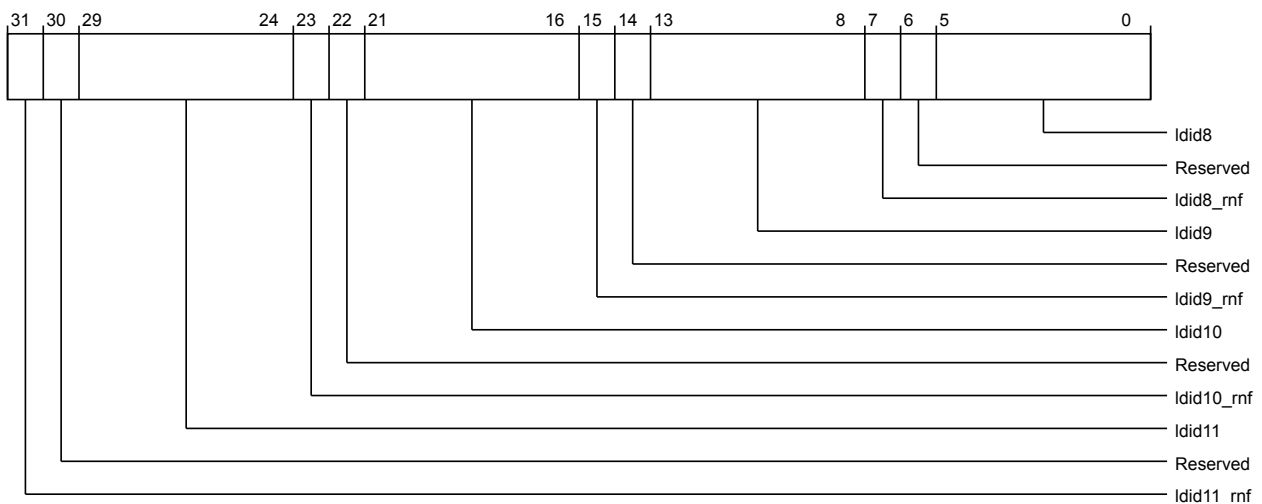 31 30 29 24 23 22 21 16 15 14 13 8 7 6 5 0
ldid8
Reserved
ldid8_rnf
ldid9
Reserved
ldid9_rnf
ldid10
Reserved
ldid10_rnf
ldid11
Reserved
ldid11_rnf